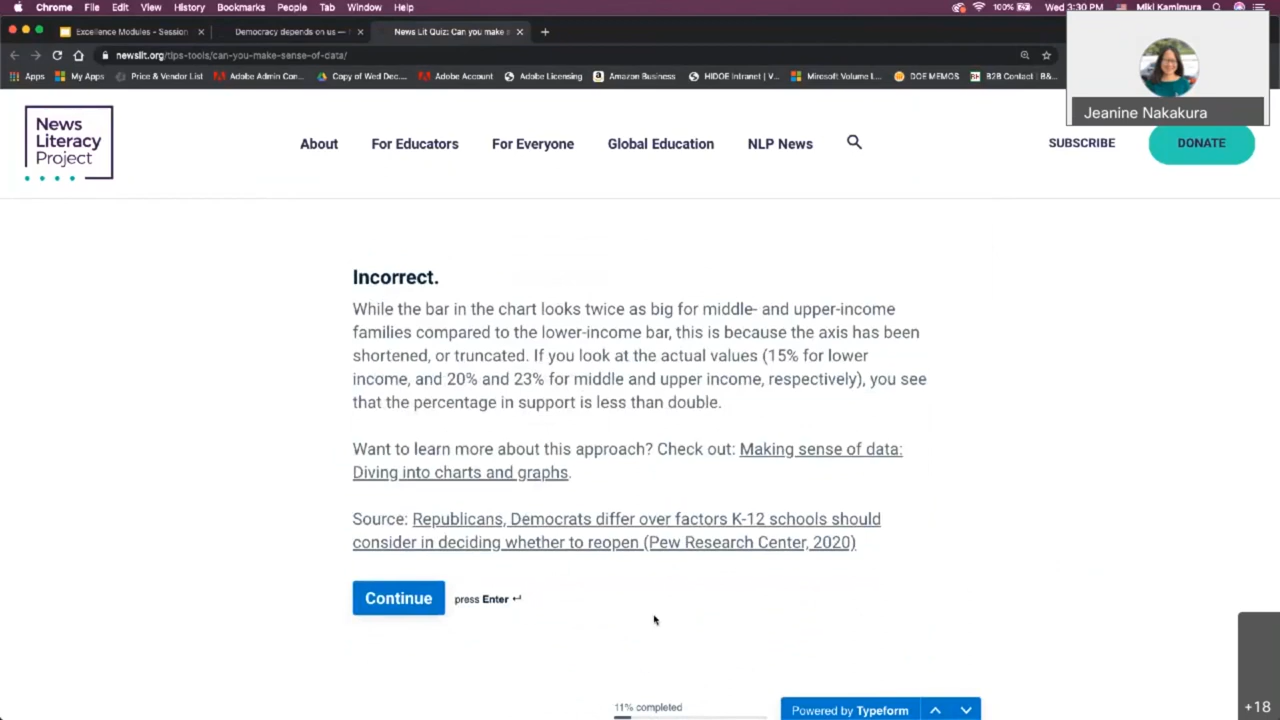 Chrome File Edit View History Bookmarks People Tab Window Help 100% Wed 3:30 PM Miki Kamimura
Excellence Modules - Session
Democracy depends on us —
News Lit Quiz: Can you make s
newslit.org/tips-tools/can-you-make-sense-of-data/
Apps My Apps Price & Vendor List Adobe Admin Con... Copy of Wed Dec.... Adobe Account Adobe Licensing Amazon Business HIDOE Intranet | V... Mirosoft Volume L... DOE MEMOS B2B Contact | B&...
Jeanine Nakakura
News
Literacy
Project
About For Educators For Everyone Global Education NLP News SUBSCRIBE DONATE
Incorrect.
While the bar in the chart looks twice as big for middle- and upper-income
families compared to the lower-income bar, this is because the axis has been
shortened, or truncated. If you look at the actual values (15% for lower
income, and 20% and 23% for middle and upper income, respectively), you see
that the percentage in support is less than double.
Want to learn more about this approach? Check out: Making sense of data:
Diving into charts and graphs.
Source: Republicans, Democrats differ over factors K-12 schools should
consider in deciding whether to reopen (Pew Research Center, 2020)
Continue press Enter ↵
11% completed
Powered by Typeform
+18